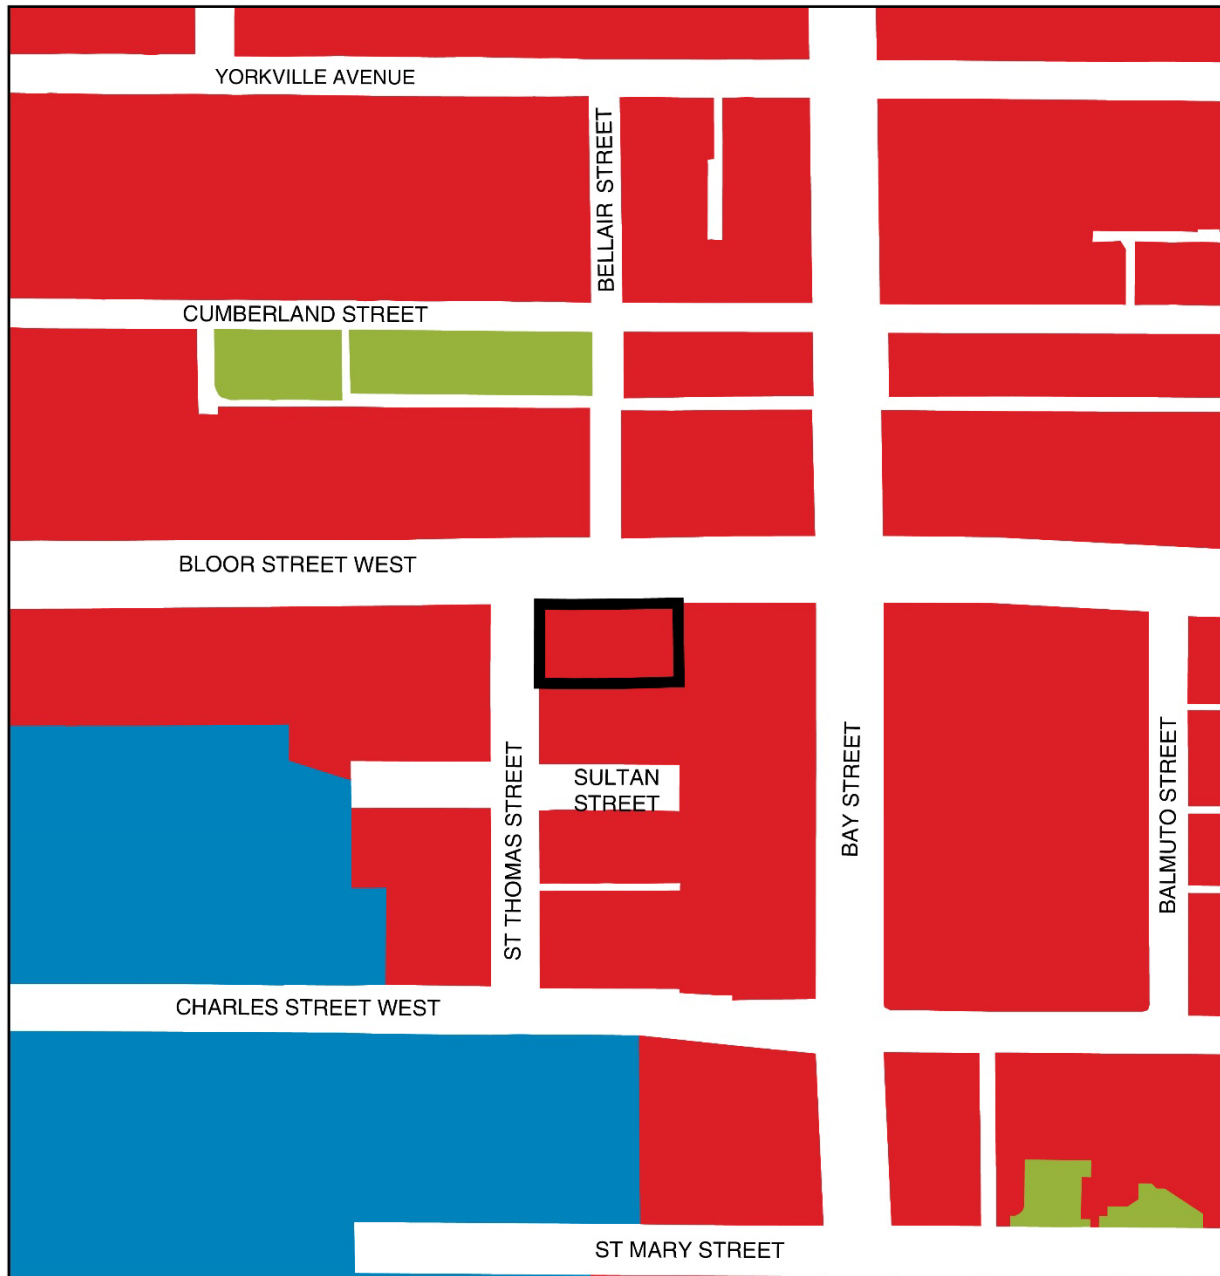 YORKVILLE AVENUE
BELLAIR STREET
CUMBERLAND STREET
BLOOR STREET WEST
ST THOMAS STREET
SULTAN
STREET
BAY STREET
BALMUTO STREET
CHARLES STREET WEST
ST MARY STREET